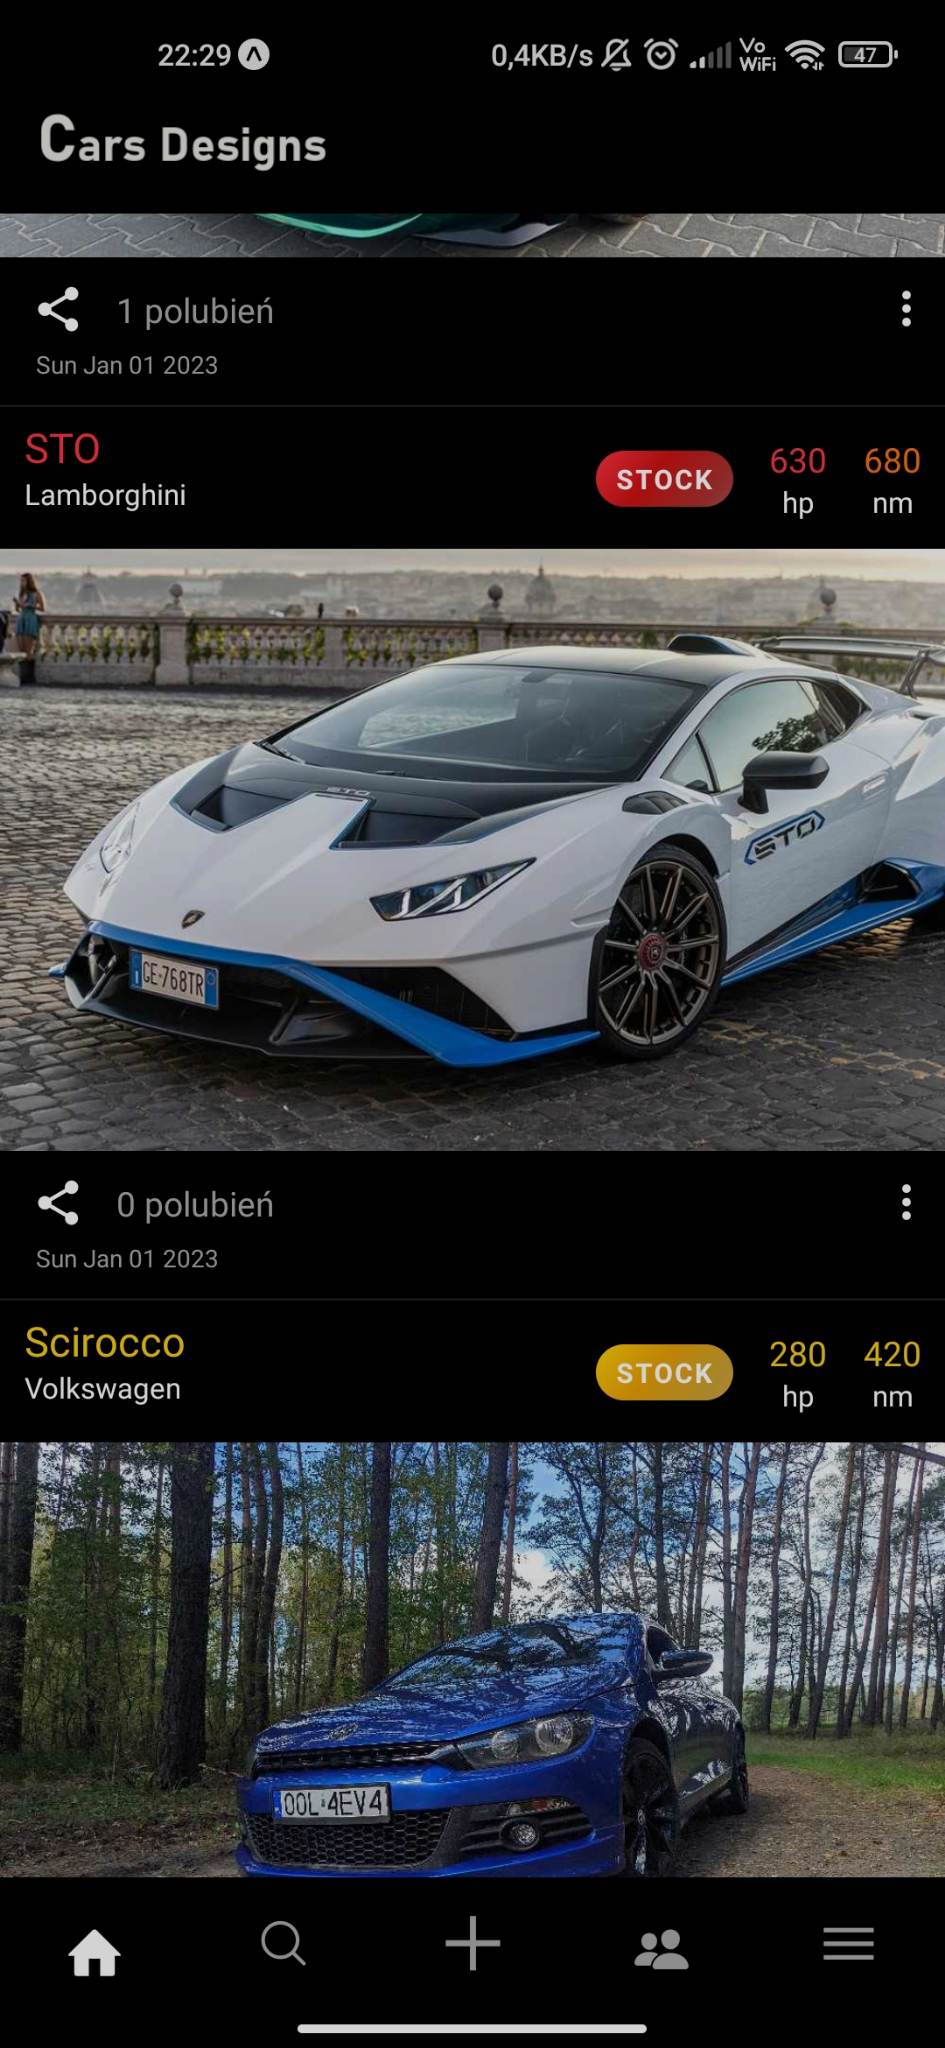 22:29
0,4KB/s
Vo
WiFi
47
Cars Designs
1 polubień
Sun Jan 01 2023
STO
Lamborghini
STOCK
630
hp
680
nm
STO
STO
GE*768TR
0 polubień
Sun Jan 01 2023
Scirocco
Volkswagen
STOCK
280
hp
420
nm
OOL 4EV4